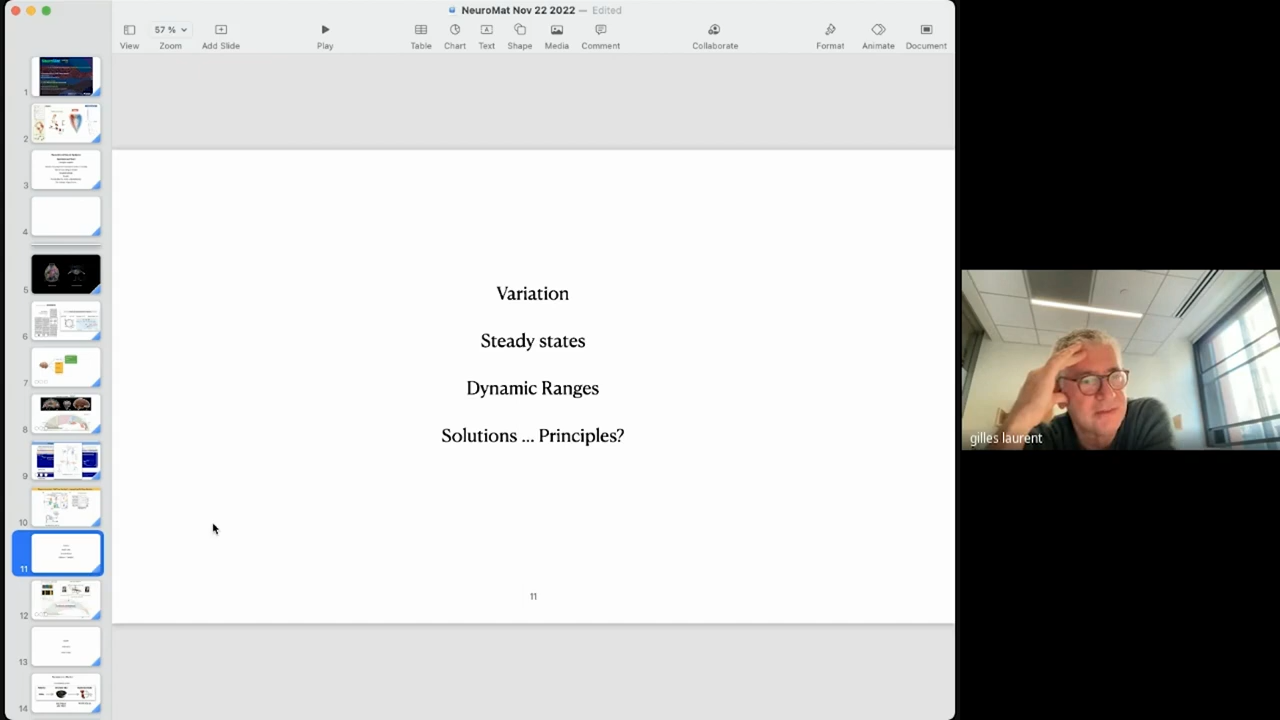 NeuroMat Nov 22 2022 — Edited
57 %
View
Zoom
Add Slide
Play
Table
Chart
Text
Shape
Media
Comment
Collaborate
Format
Animate
Document
1
2
3
4
5
6
7
8
9
10
11
12
13
14
Variation
Steady states
Dynamic Ranges
Solutions ... Principles?
11
gilles laurent